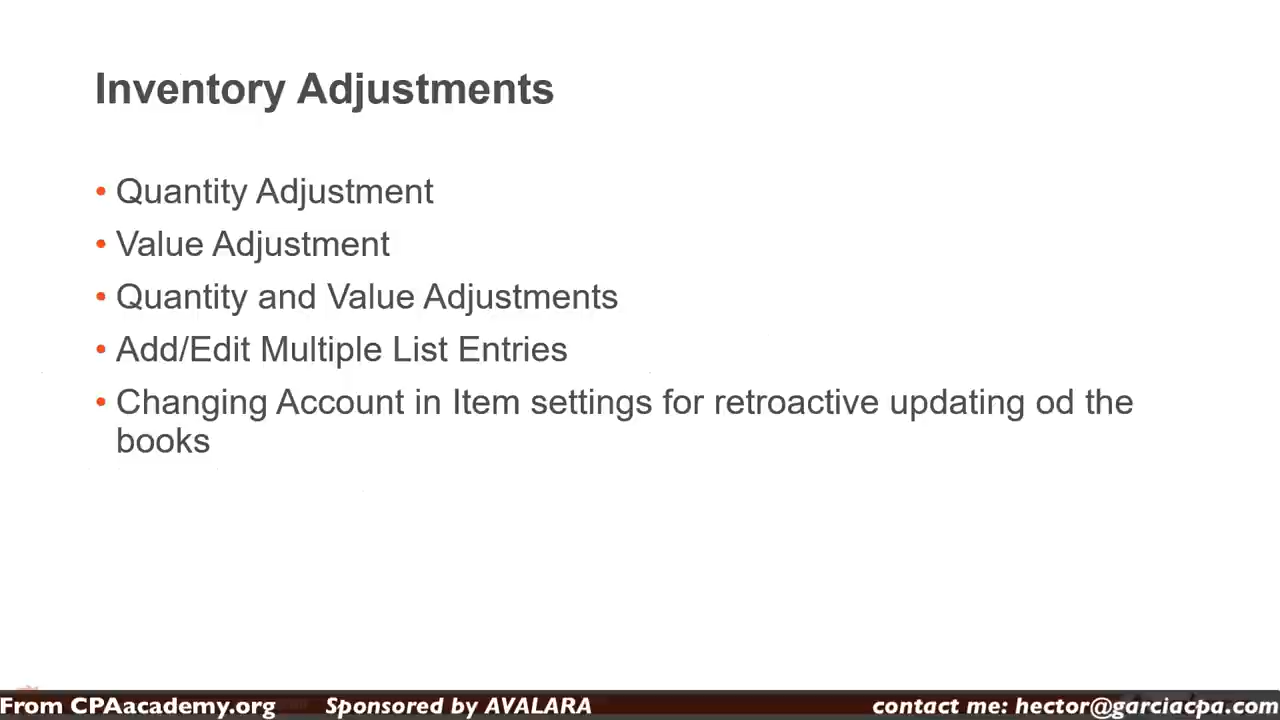 Inventory Adjustments
• Quantity Adjustment
• Value Adjustment
• Quantity and Value Adjustments
• Add/Edit Multiple List Entries
• Changing Account in Item settings for retroactive updating od the
books
From CPAacademy.org Sponsored by AVALARA contact me: hector@garciacpa.com